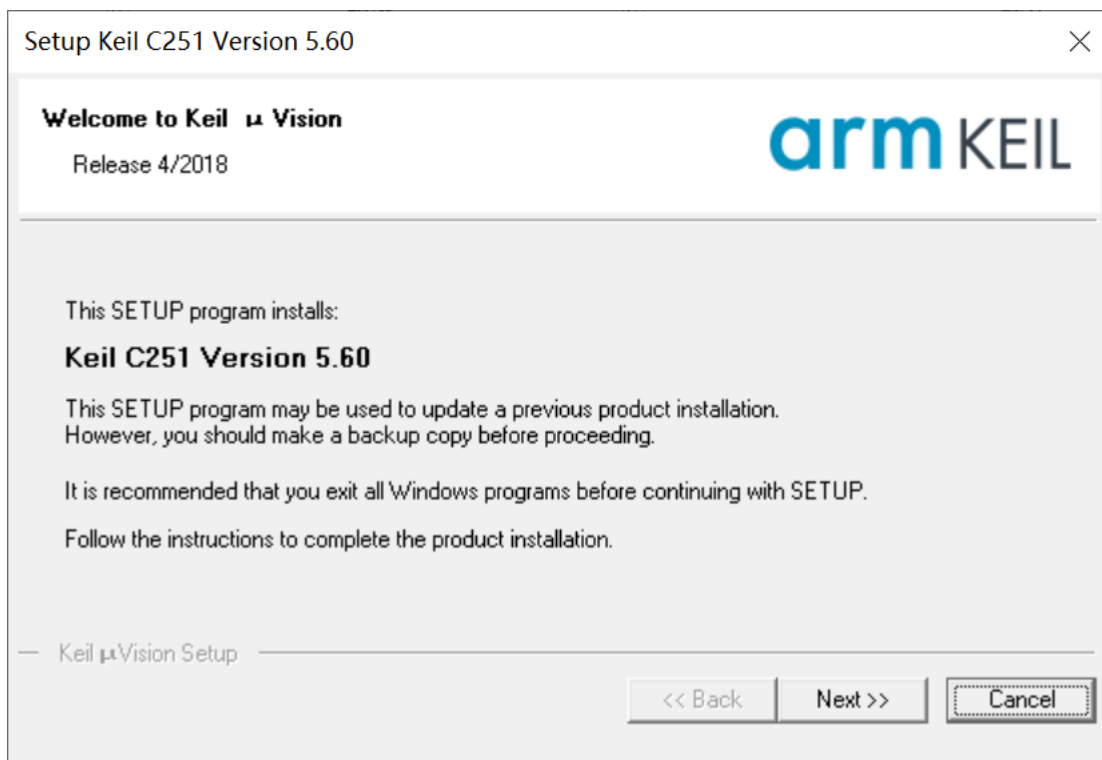 Setup Keil C251 Version 5.60
Welcome to Keil μ Vision
Release 4/2018
arm KEIL
This SETUP program installs:
Keil C251 Version 5.60
This SETUP program may be used to update a previous product installation.
However, you should make a backup copy before proceeding.
It is recommended that you exit all Windows programs before continuing with SETUP.
Follow the instructions to complete the product installation.
Keil μVision Setup
<< Back
Next >>
Cancel